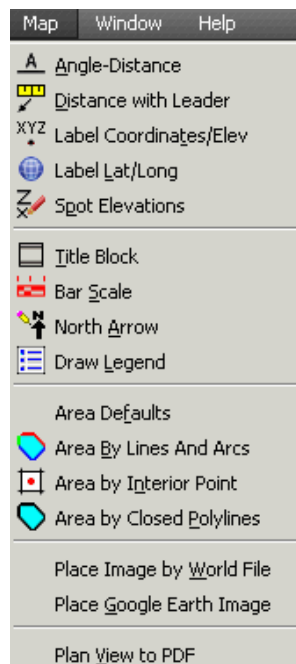 Map Window Help
Angle-Distance
Distance with Leader
XYZ Label Coordinates/Elev
Label Lat/Long
Spot Elevations
Title Block
Bar Scale
North Arrow
Draw Legend
Area Defaults
Area By Lines And Arcs
Area by Interior Point
Area by Closed Polylines
Place Image by World File
Place Google Earth Image
Plan View to PDF